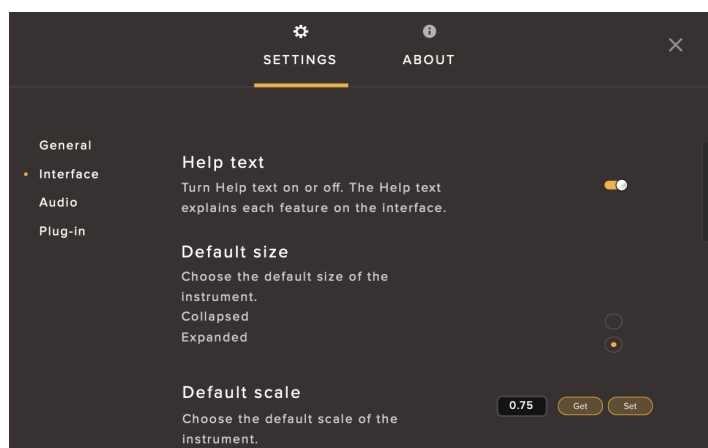 SETTINGS ABOUT
General
Interface
Audio
Plug-in
Help text
Turn Help text on or off. The Help text
explains each feature on the interface.
Default size
Choose the default size of the
instrument.
Collapsed
Expanded
Default scale
0.75 Get Set
Choose the default scale of the
instrument.